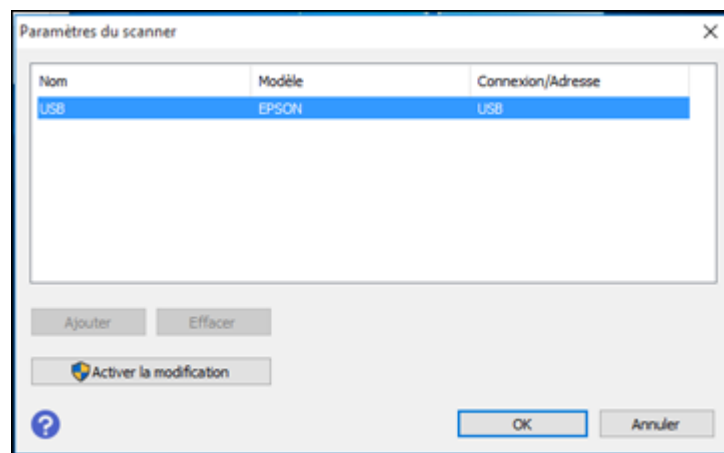 Paramètres du scanner
Nom Modèle Connexion/Adresse
USB EPSON USB
Ajouter Effacer
Activer la modification
? OK Annuler